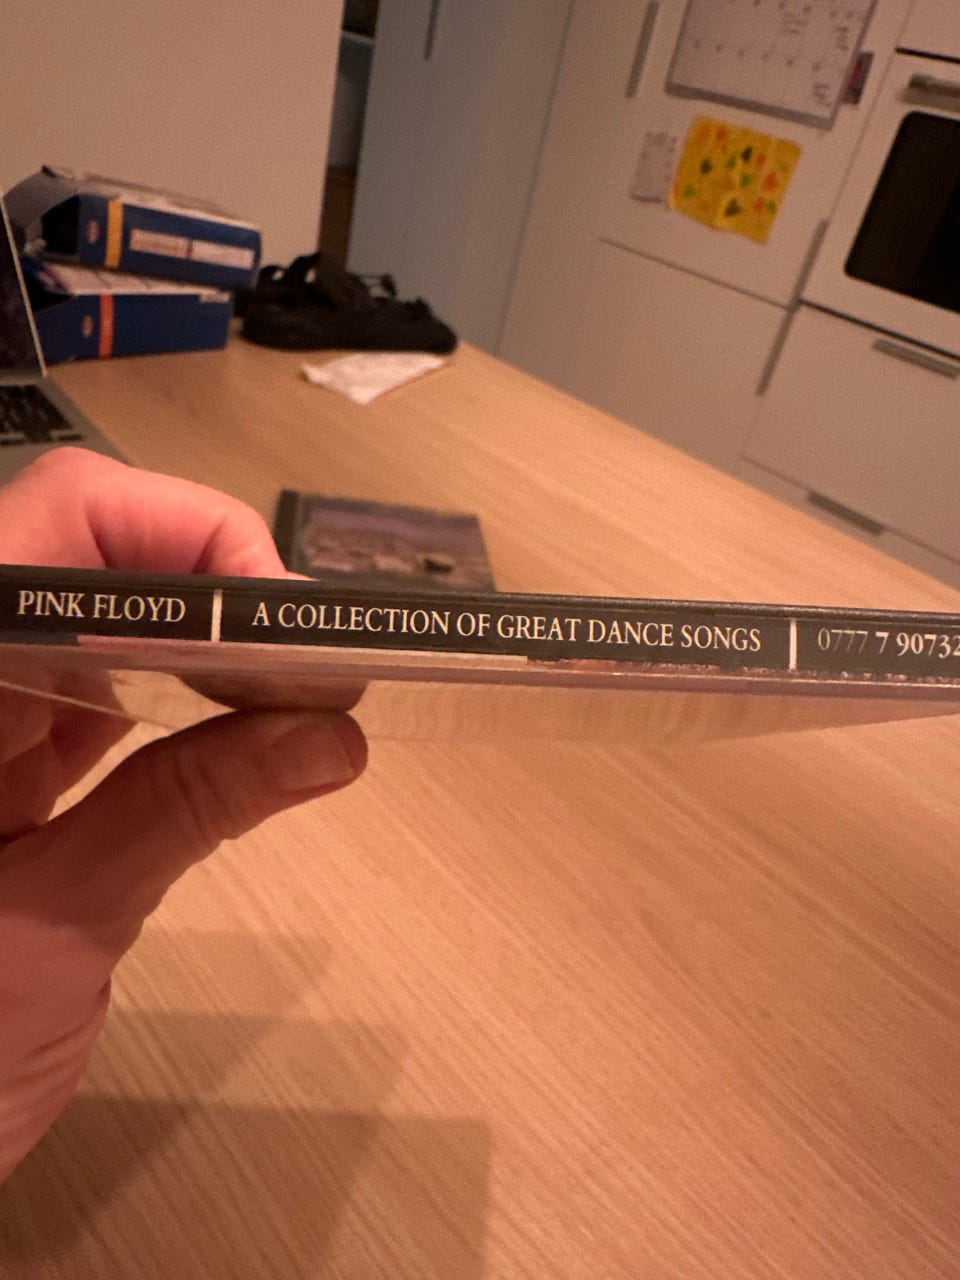 PINK FLOYD | A COLLECTION OF GREAT DANCE SONGS | 0777 7 90732